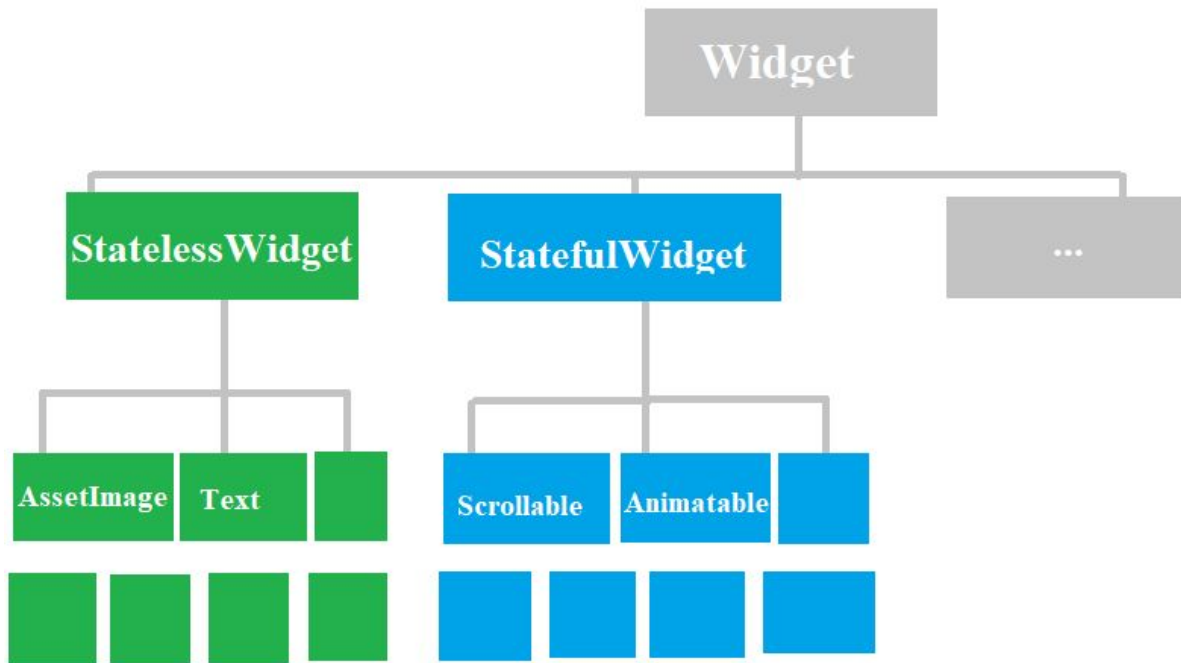 Widget
StatelessWidget
StatefulWidget
...
AssetImage
Text
Scrollable
Animatable